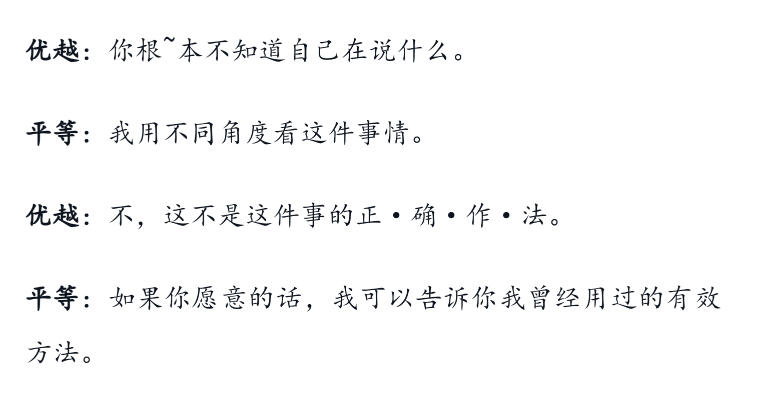 优越：你根~本不知道自己在说什么。
平等：我用不同角度看这件事情。
优越：不，这不是这件事的正·确·作·法。
平等：如果你愿意的话，我可以告诉你我曾经用过的有效
方法。